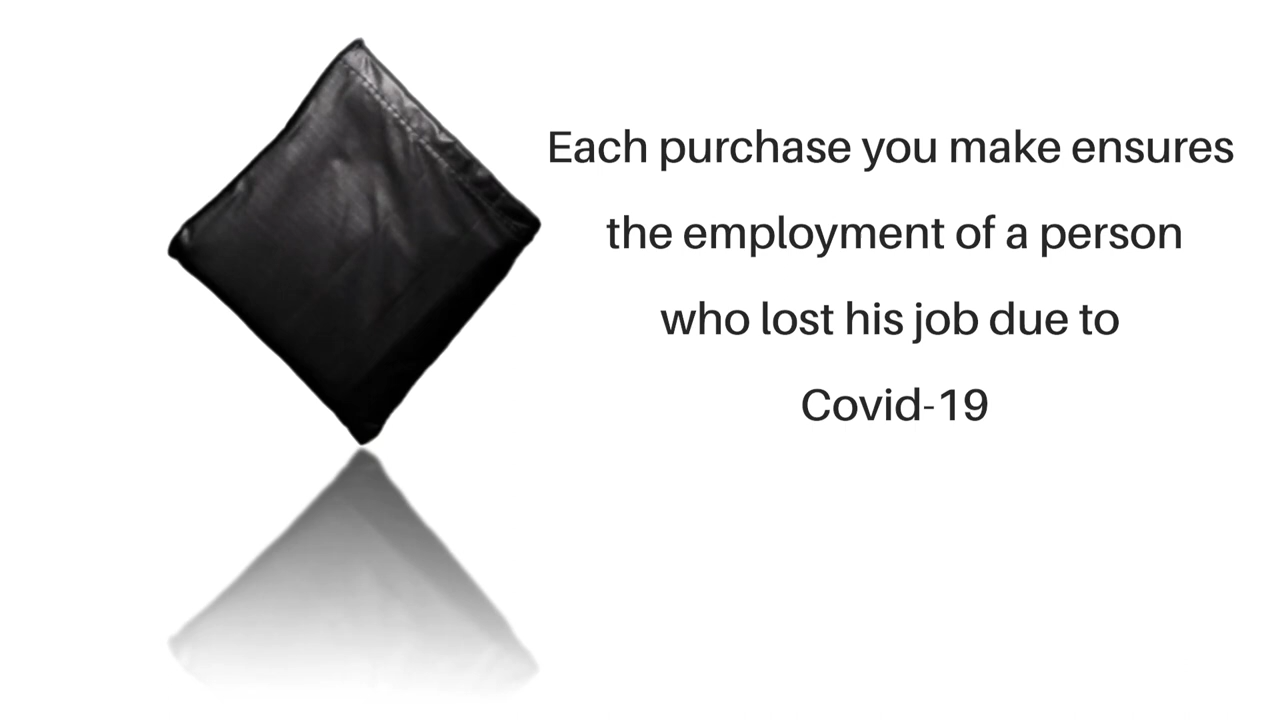 Each purchase you make ensures
the employment of a person
who lost his job due to
Covid-19